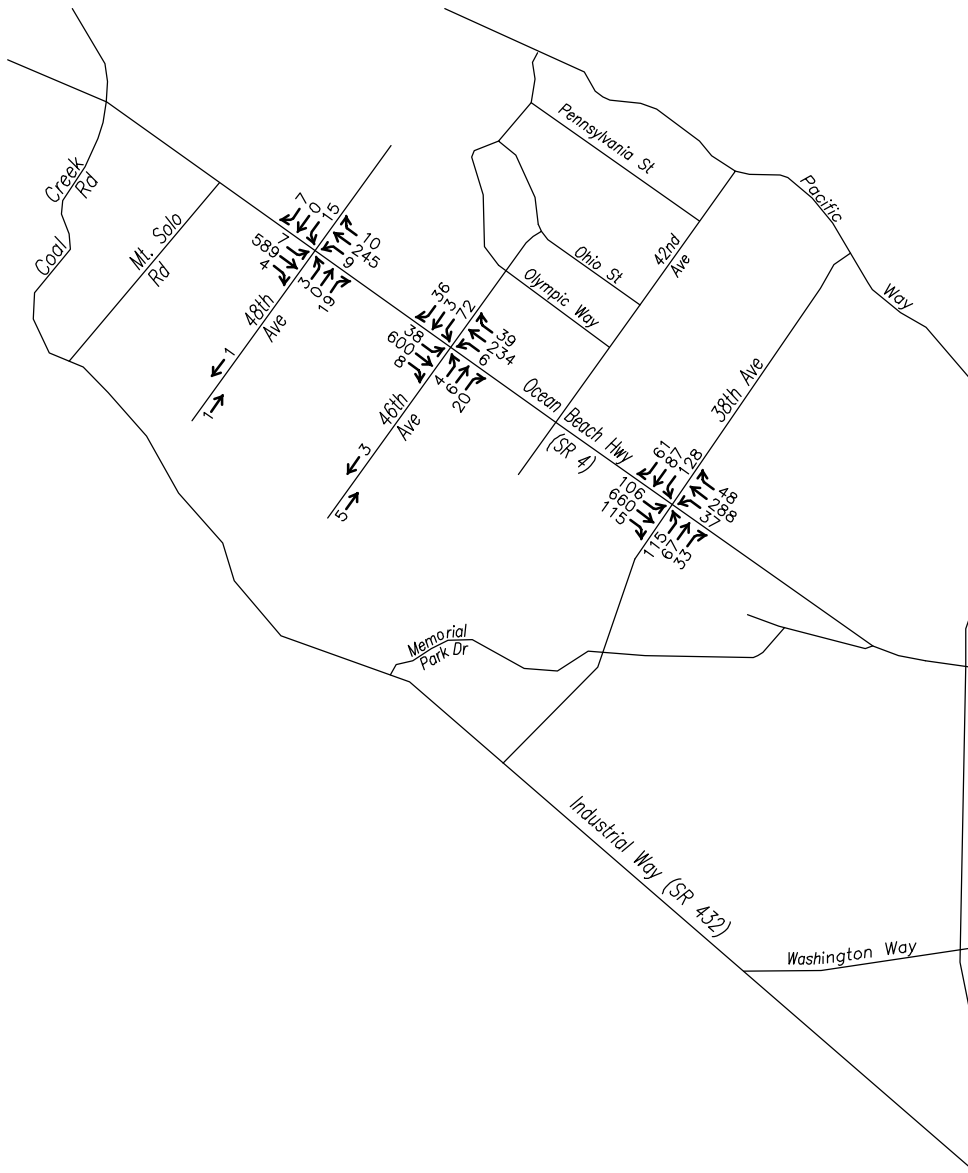 Pennsylvania St
Pacific
Way
Creek
Rd
Coal
Mt. Solo
Rd
42nd
Ave
Ohio St
Olympic Way
7
0
15
7
589
4
10
245
9
3
0
19
48th
Ave
1
1
36
3
72
38
600
8
39
234
6
4
6
20
46th
Ave
3
5
Ocean Beach Hwy
(SR 4)
38th Ave
61
87
128
106
660
115
48
288
37
115
67
33
Memorial
Park Dr
Industrial Way (SR 432)
Washington Way